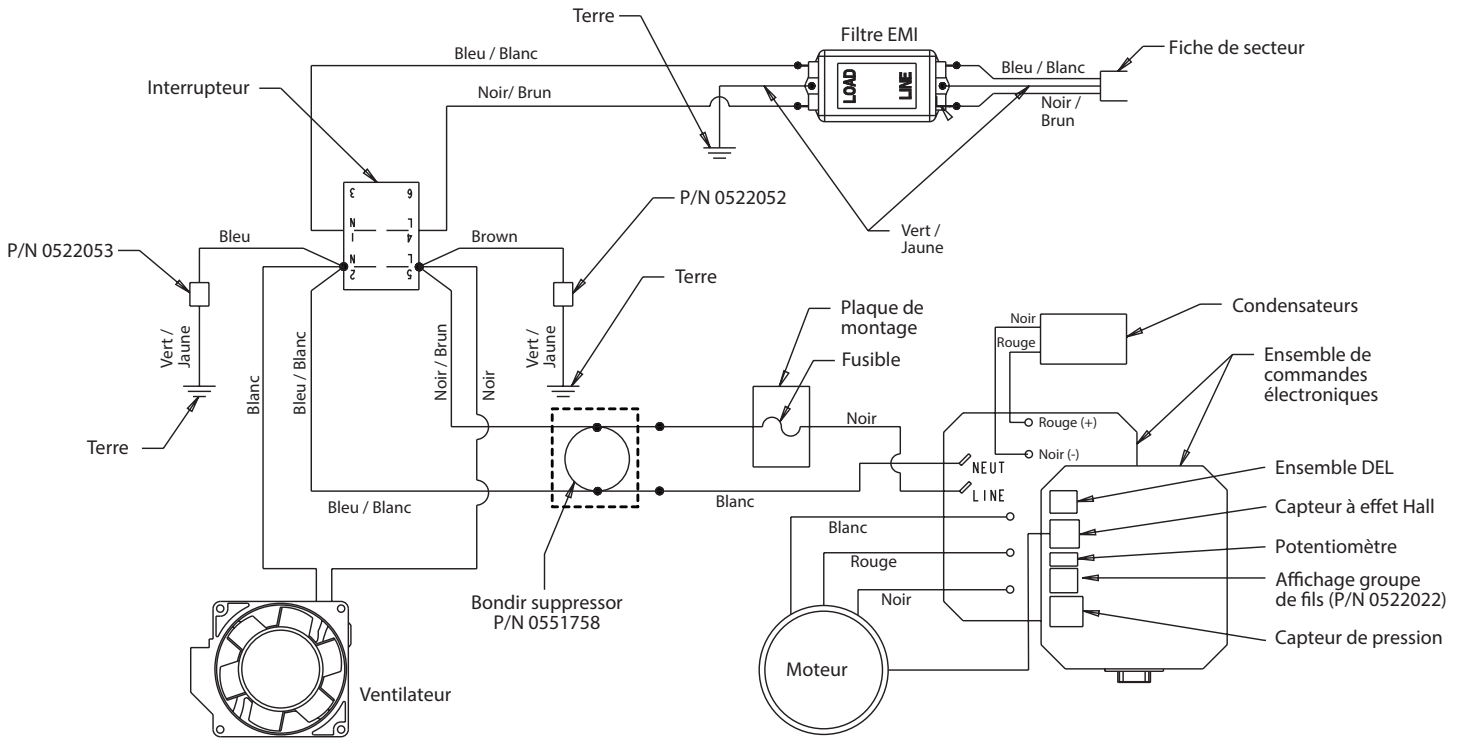 Terre
Filtre EMI
Fiche de secteur
Bleu / Blanc
Bleu / Blanc
Interrupteur
Noir/ Brun
LOAD
LINE
Noir /
Brun
Terre
3
6
P/N 0522052
N
L
1
4
Vert /
Jaune
P/N 0522053
Bleu
Brown
N
L
2
5
Terre
Plaque de
montage
Fusible
Condensateurs
Noir
Rouge
Ensemble de
commandes
électroniques
Vert /
Jaune
Blanc
Bleu / Blanc
Noir / Brun
Noir
Vert /
Jaune
Terre
Noir
Rouge (+)
Noir (-)
NEUT
LINE
Ensemble DEL
Bleu / Blanc
Blanc
Blanc
Capteur à effet Hall
Rouge
Potentiomètre
Noir
Affichage groupe
de fils (P/N 0522022)
Bondir suppressor
P/N 0551758
Capteur de pression
Moteur
Ventilateur